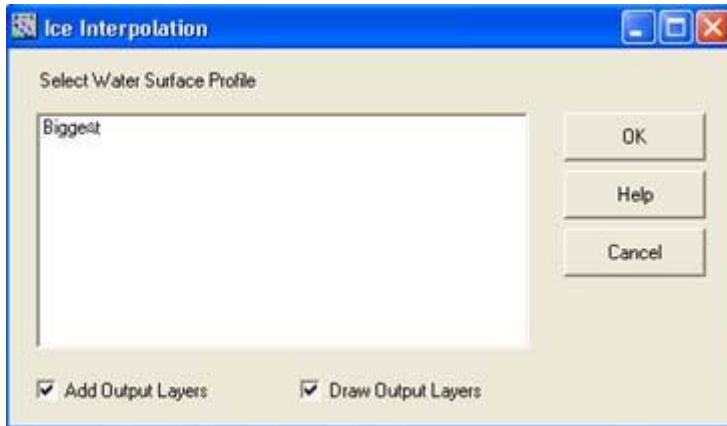 Ice Interpolation
Select Water Surface Profile
Biggest
OK
Help
Cancel
Add Output Layers
Draw Output Layers